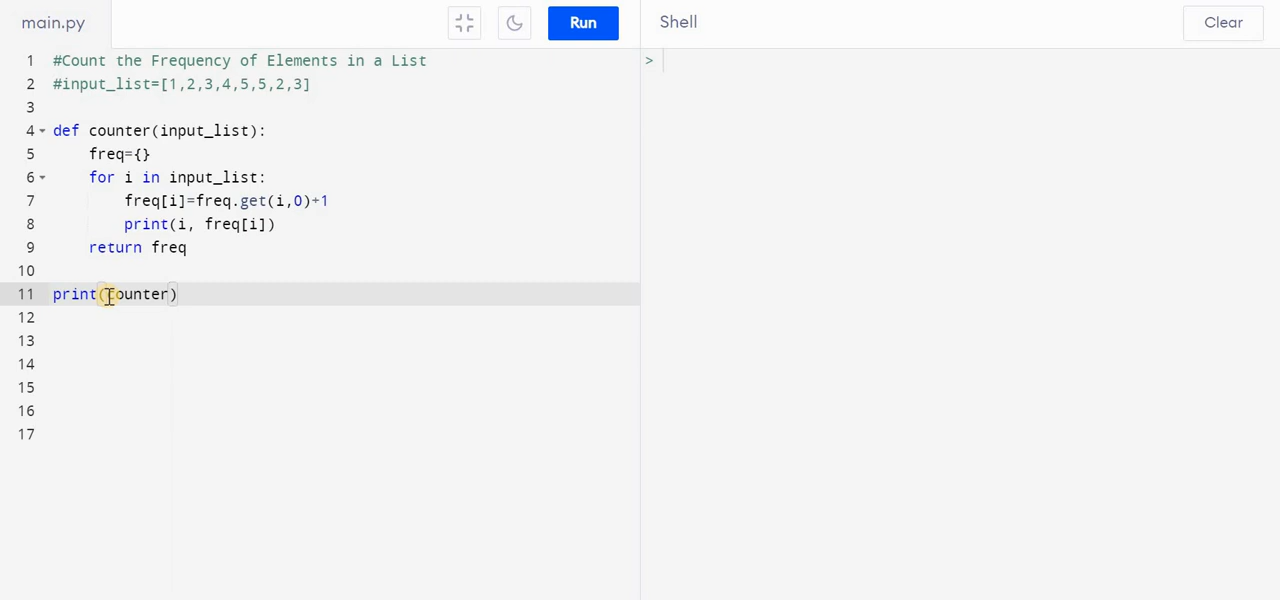 main.py
Run
Shell
Clear
1 #Count the Frequency of Elements in a List
2 #input_list=[1,2,3,4,5,5,2,3]
3
4 def counter(input_list):
5     freq={}
6     for i in input_list:
7         freq[i]=freq.get(i,0)+1
8         print(i, freq[i])
9     return freq
10
11 print(counter)
12
13
14
15
16
17
>